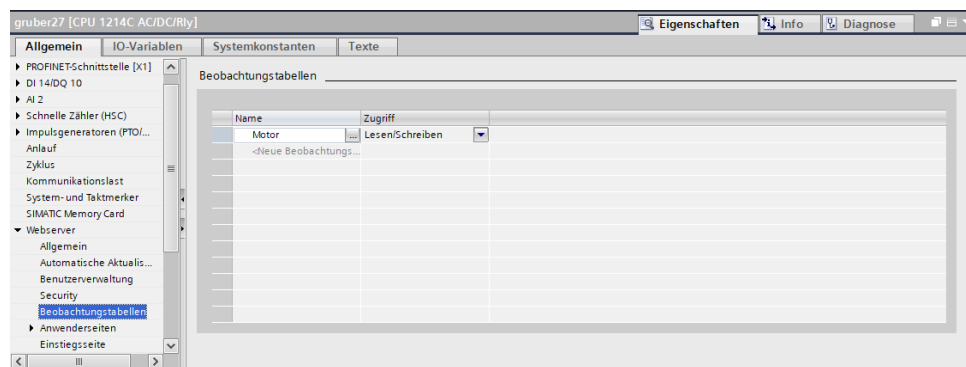 gruber27 [CPU 1214C AC/DC/Rly]
Eigenschaften
Info
Diagnose
Allgemein
IO-Variablen
Systemkonstanten
Texte
PROFINET-Schnittstelle [X1]
DI 14/DQ 10
AI 2
Schnelle Zähler (HSC)
Impulsgeneratoren (PTO/...
Anlauf
Zyklus
Kommunikationslast
System- und Taktmerker
SIMATIC Memory Card
Webserver
Allgemein
Automatische Aktualis...
Benutzerverwaltung
Security
Beobachtungstabellen
Anwenderseiten
Einstiegsseite
Beobachtungstabellen
Name Zugriff
Motor ... Lesen/Schreiben
<Neue Beobachtungs...